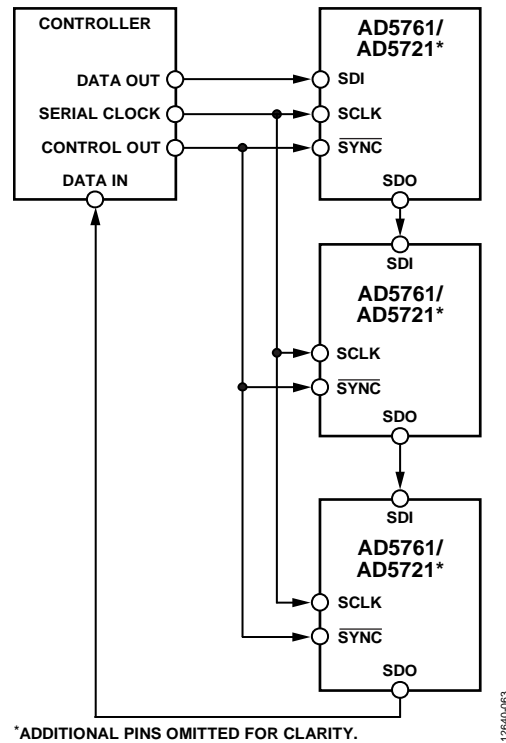 CONTROLLER
DATA OUT
SERIAL CLOCK
CONTROL OUT
DATA IN
AD5761/
AD5721*
SDI
SCLK
SYNC
SDO
SDI
AD5761/
AD5721*
SCLK
SYNC
SDO
SDI
AD5761/
AD5721*
SCLK
SYNC
SDO
*ADDITIONAL PINS OMITTED FOR CLARITY.
12640-063